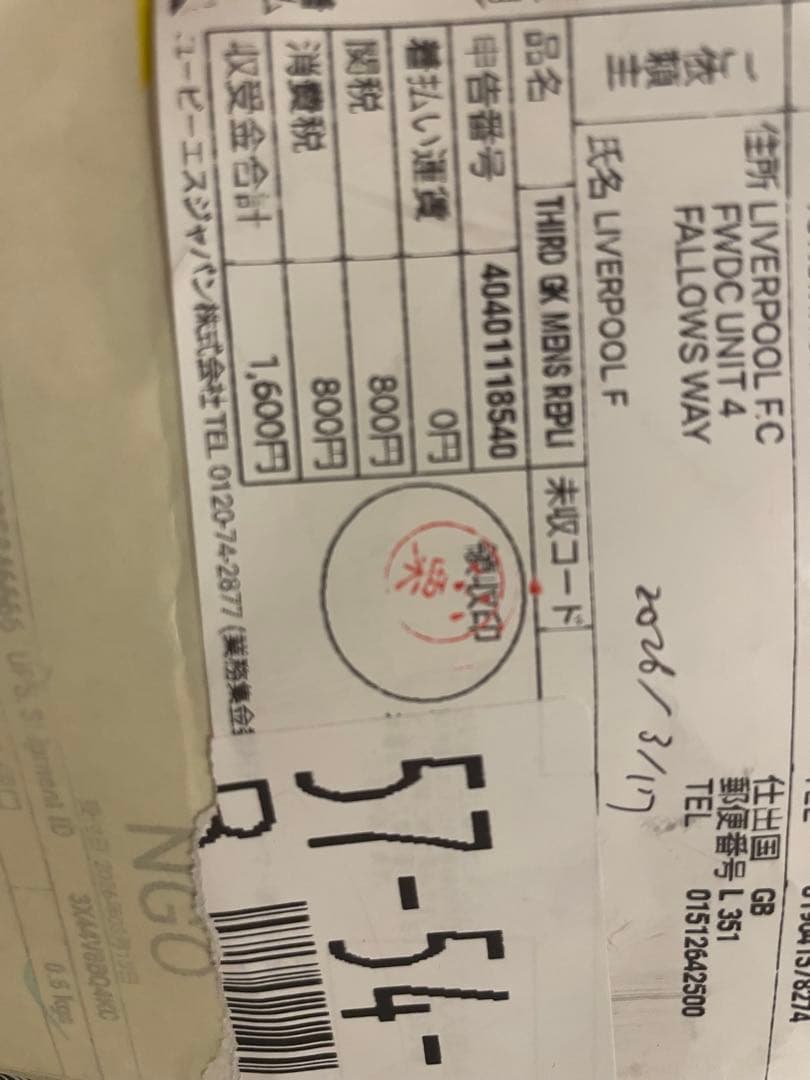 ご依頼主
住所 LIVERPOOL F.C
FWDC UNIT 4
FALLOWS WAY
氏名 LIVERPOOL F
仕出国 GB
郵便番号 L 351
TEL 01512642500
2026/3/17
品名 THIRD GK MENS REPLI 未収コード
申告番号 40401118540
着払い運賃 0円
関税 800円
消費税 800円
収受金合計 1,600円
領収印
ユーピーエスジャパン株式会社 TEL 0120-74-2877 (業務集金
57-54-
R
NGO